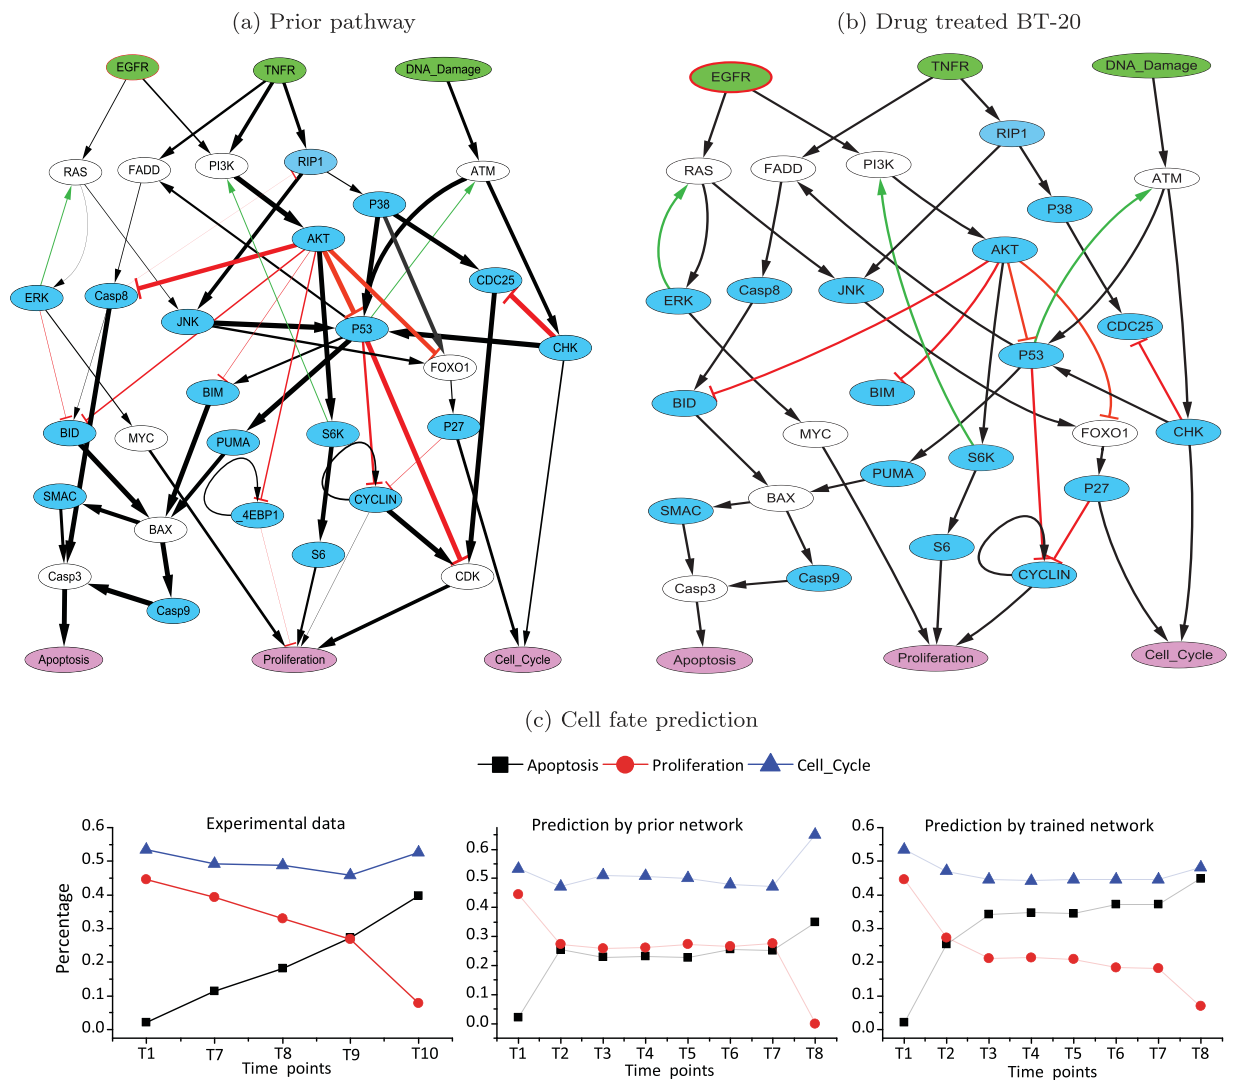 (a) Prior pathway
EGFR
TNFR
DNA_Damage
RAS
FADD
PI3K
RIP1
ATM
P38
AKT
CDC25
ERK
Casp8
JNK
P53
CHK
FOXO1
BIM
BID
MYC
PUMA
S6K
P27
SMAC
BAX
_4EBP1
CYCLIN
S6
Casp3
CDK
Casp9
Apoptosis
Proliferation
Cell_Cycle
(b) Drug treated BT-20
EGFR
TNFR
DNA_Damage
RIP1
RAS
FADD
PI3K
ATM
P38
AKT
ERK
Casp8
JNK
CDC25
P53
BID
BIM
MYC
FOXO1
CHK
PUMA
S6K
P27
SMAC
BAX
S6
Casp3
Casp9
CYCLIN
Apoptosis
Proliferation
Cell_Cycle
(c) Cell fate prediction
Apoptosis Proliferation Cell_Cycle
Experimental data
Percentage
0.6
0.5
0.4
0.3
0.2
0.1
0.0
T1 T7 T8 T9 T10
Time points
Prediction by prior network
0.6
0.5
0.4
0.3
0.2
0.1
0.0
T1 T2 T3 T4 T5 T6 T7 T8
Time points
Prediction by trained network
0.6
0.5
0.4
0.3
0.2
0.1
0.0
T1 T2 T3 T4 T5 T6 T7 T8
Time points